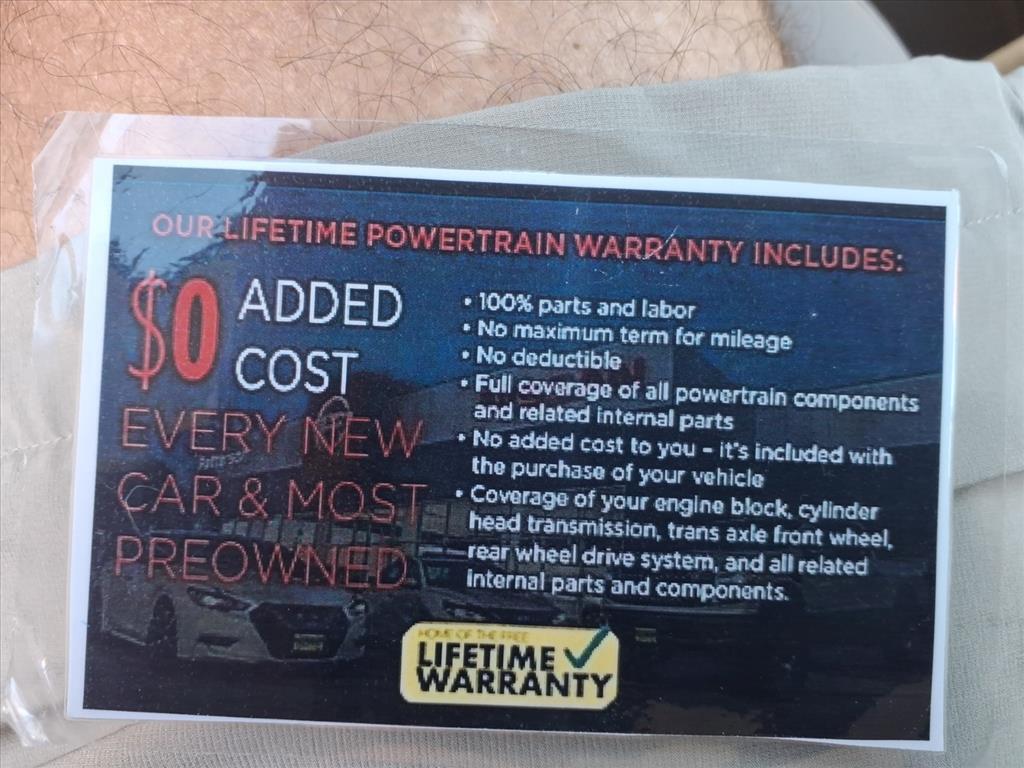 OUR LIFETIME POWERTRAIN WARRANTY INCLUDES:
$0 ADDED
COST
EVERY NEW
CAR & MOST
PREOWNED
• 100% parts and labor
• No maximum term for mileage
• No deductible
• Full coverage of all powertrain components
and related internal parts
• No added cost to you – it's included with
the purchase of your vehicle
• Coverage of your engine block, cylinder
head transmission, trans axle front wheel,
rear wheel drive system, and all related
internal parts and components.
HOME OF THE FREE
LIFETIME
WARRANTY